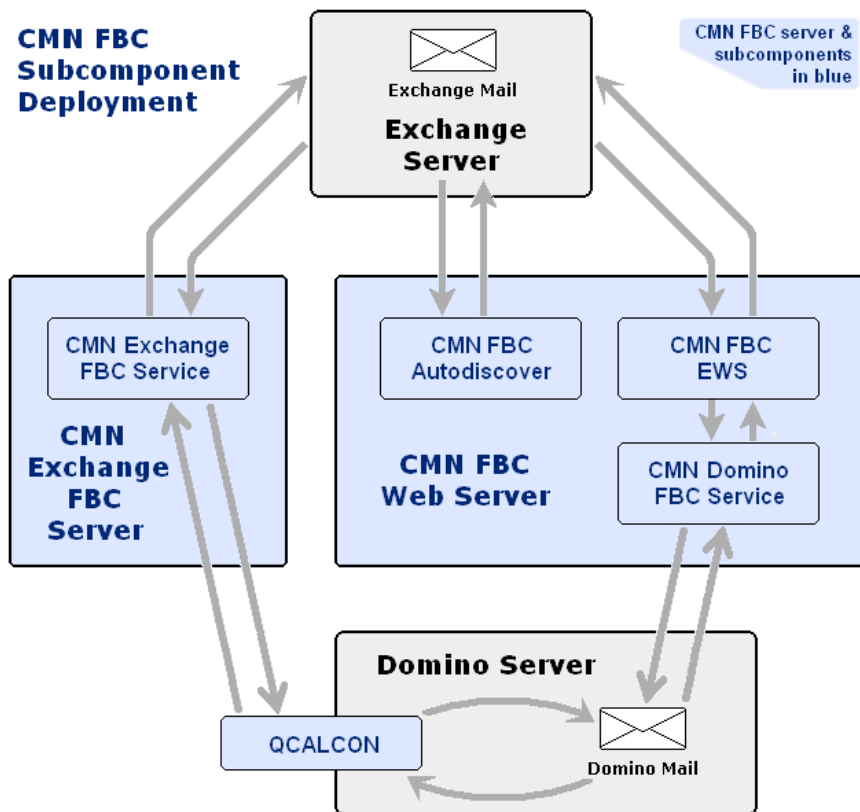 CMN FBC
Subcomponent
Deployment
CMN FBC server &
subcomponents
in blue
Exchange Mail
Exchange
Server
CMN Exchange
FBC Service
CMN
Exchange
FBC
Server
CMN FBC
Autodiscover
CMN FBC
EWS
CMN FBC
Web Server
CMN Domino
FBC Service
Domino Server
QCALCON
Domino Mail